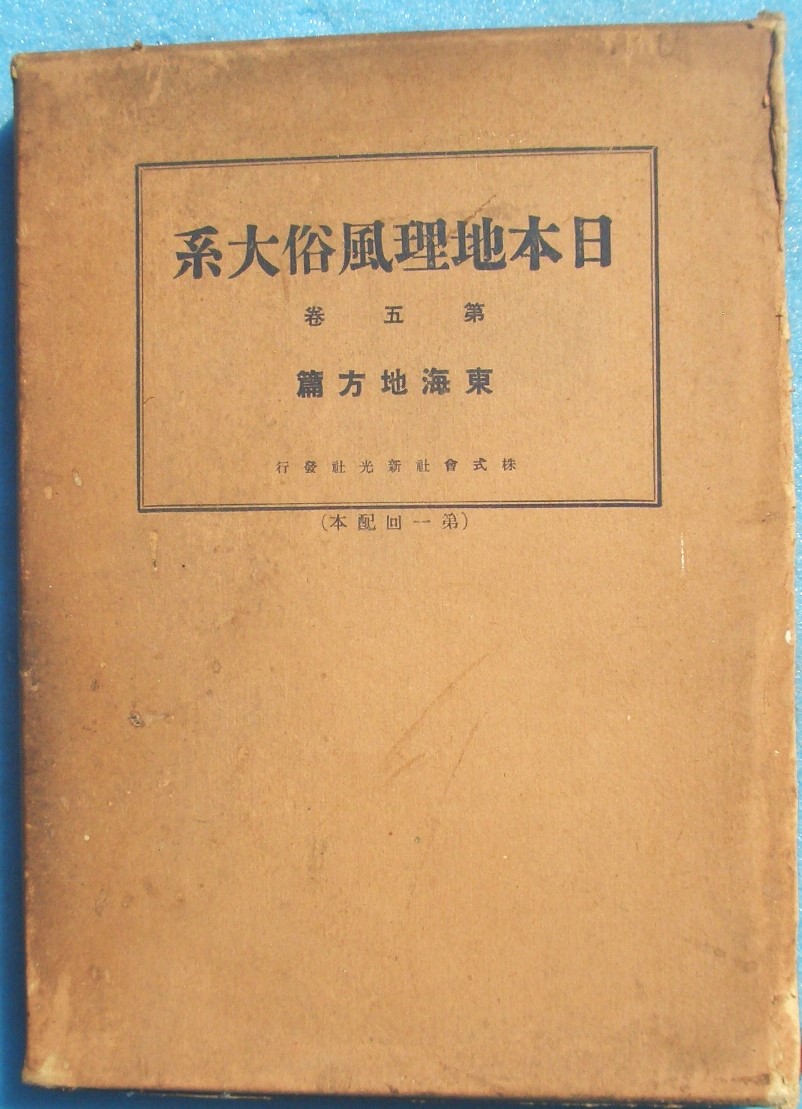 日本地理風俗大系
第五卷
東海地方篇
株式會社新光社發行
(第一回配本)